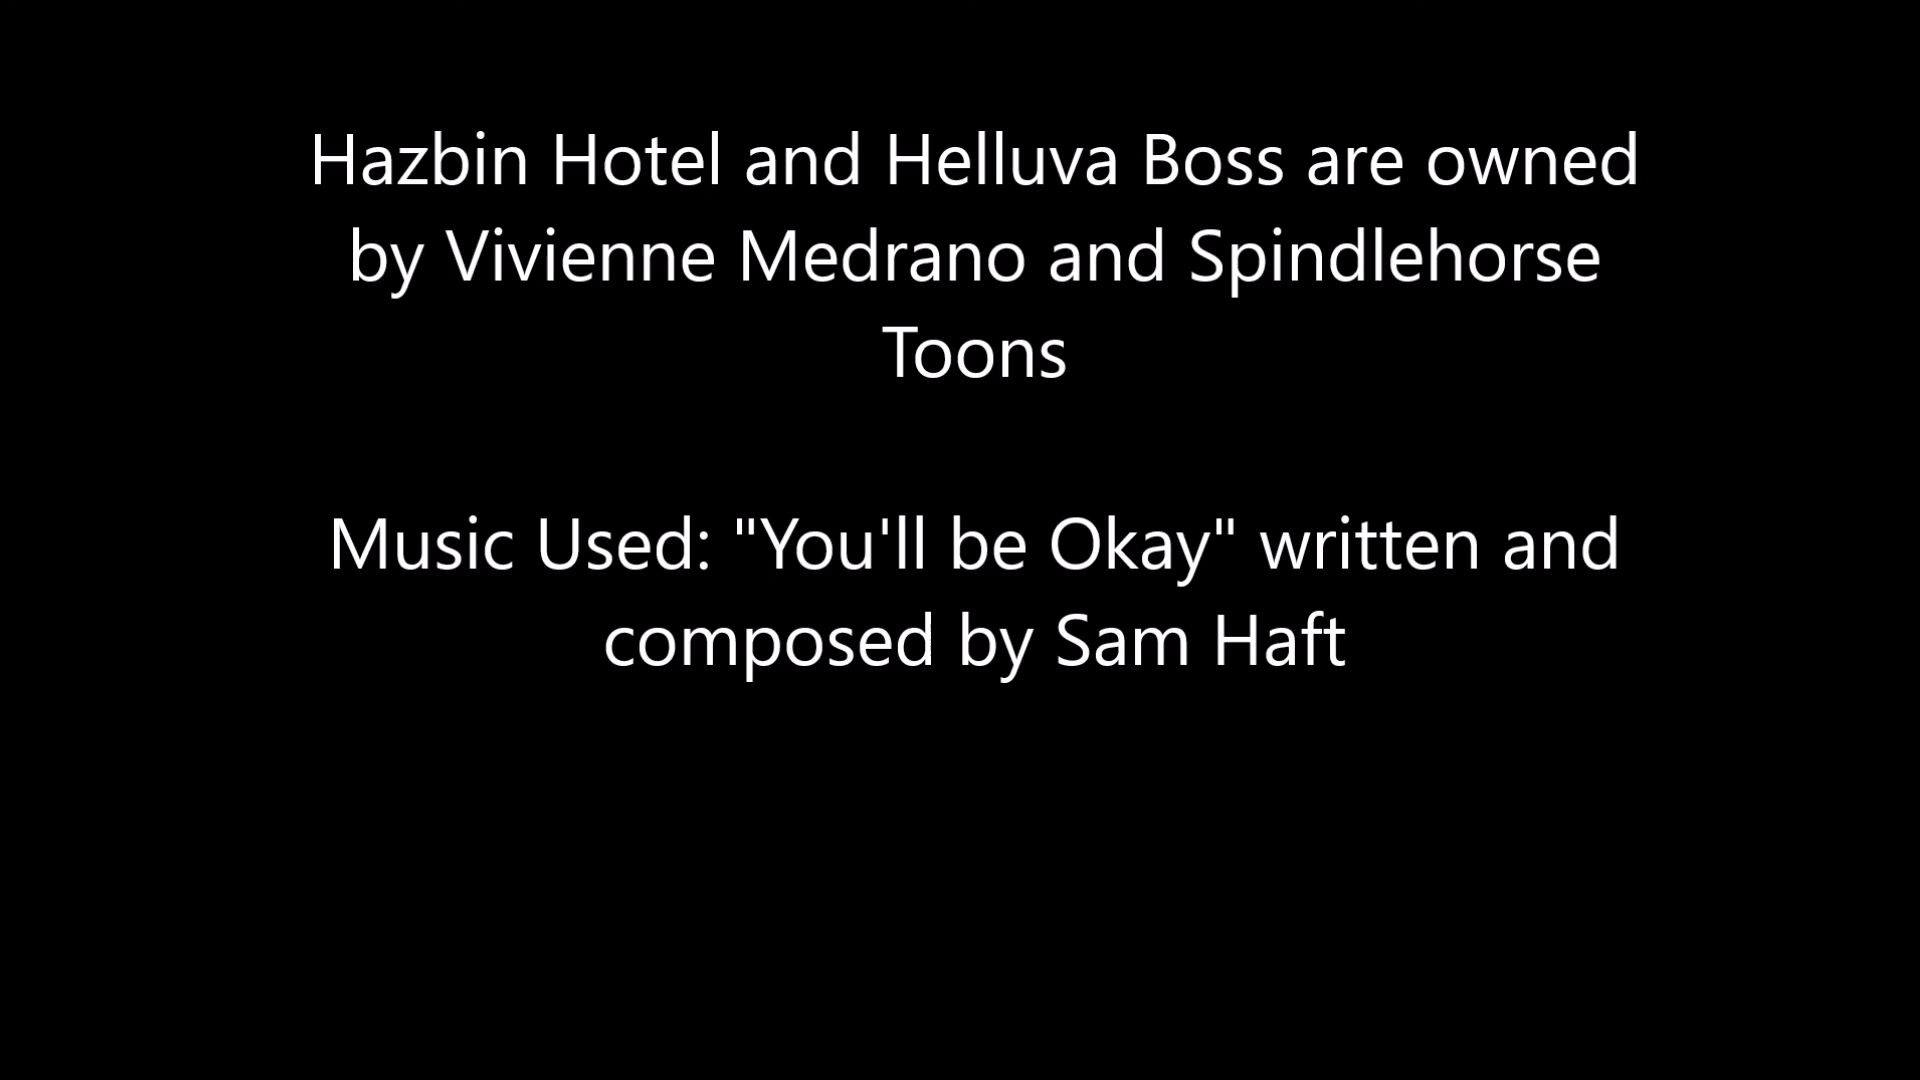 Hazbin Hotel and Helluva Boss are owned
by Vivienne Medrano and Spindlehorse
Toons
Music Used: "You'll be Okay" written and
composed by Sam Haft